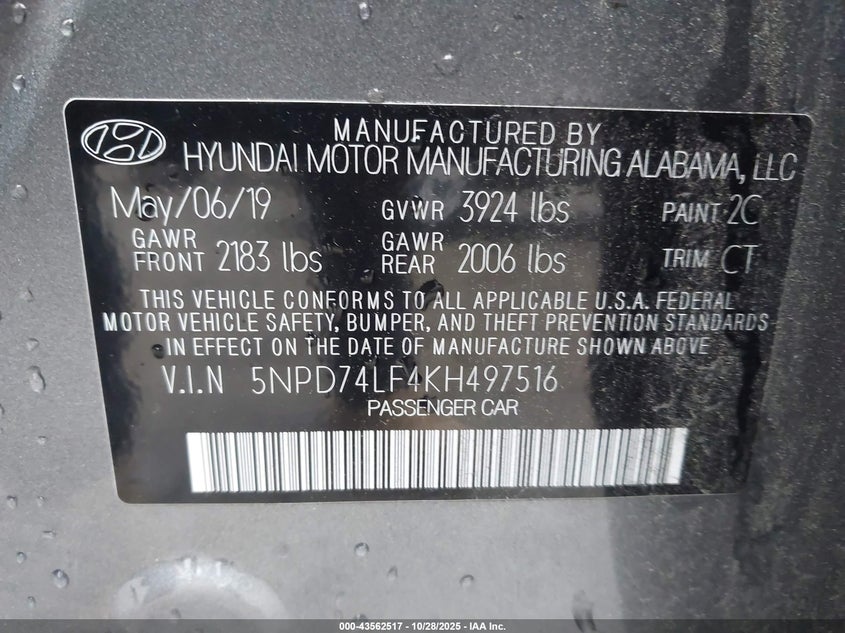 MANUFACTURED BY
HYUNDAI MOTOR MANUFACTURING ALABAMA, LLC
May/06/19 GVWR 3924 lbs PAINT 2C
GAWR FRONT 2183 lbs GAWR REAR 2006 lbs TRIM CT
THIS VEHICLE CONFORMS TO ALL APPLICABLE U.S.A. FEDERAL
MOTOR VEHICLE SAFETY, BUMPER, AND THEFT PREVENTION STANDARDS
IN EFFECT ON THE DATE OF MANUFACTURE SHOWN ABOVE
V.I.N 5NPD74LF4KH497516
PASSENGER CAR
000-43562517 | 10/28/2025 - IAA Inc.